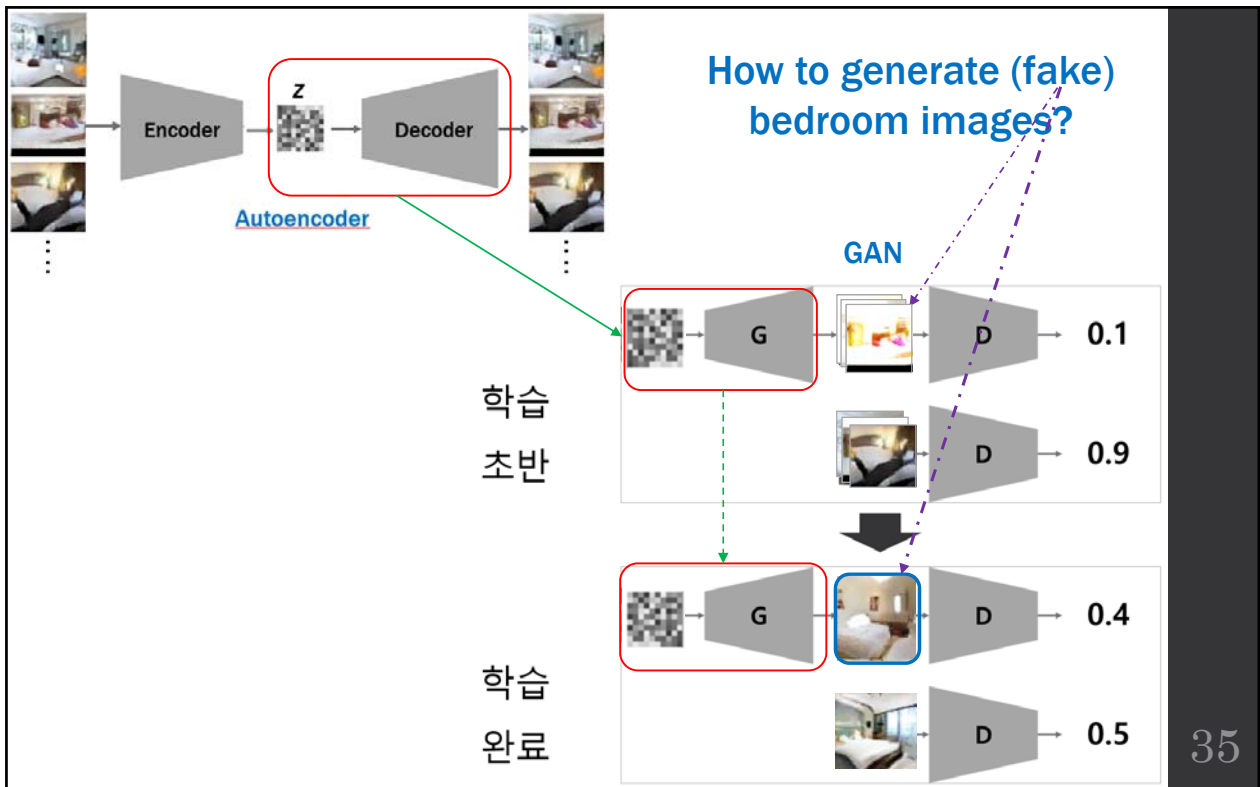 How to generate (fake)
bedroom images?
z
Encoder
Decoder
Autoencoder
GAN
G
D
0.1
학습
초반
D
0.9
G
D
0.4
학습
완료
D
0.5
35